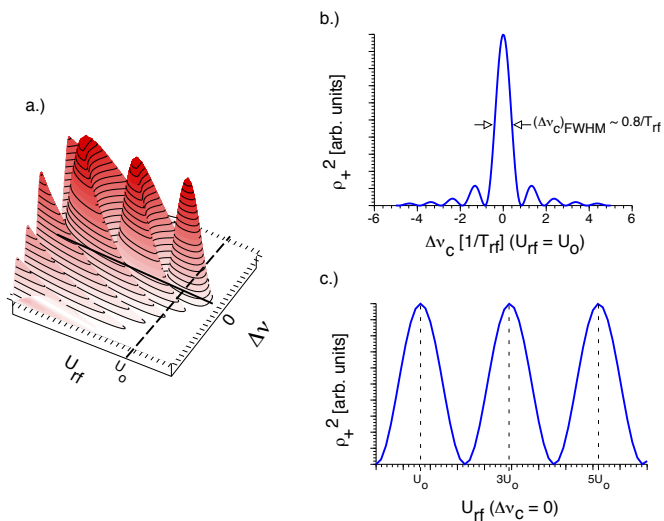 a.)
U_rf
U_o
0
Δν
b.)
ρ_+^2 [arb. units]
(Δν_c)_FWHM ~ 0.8/T_rf
-6 -4 -2 0 2 4 6
Δν_c [1/T_rf] (U_rf = U_o)
c.)
ρ_+^2 [arb. units]
U_o 3U_o 5U_o
U_rf (Δν_c = 0)